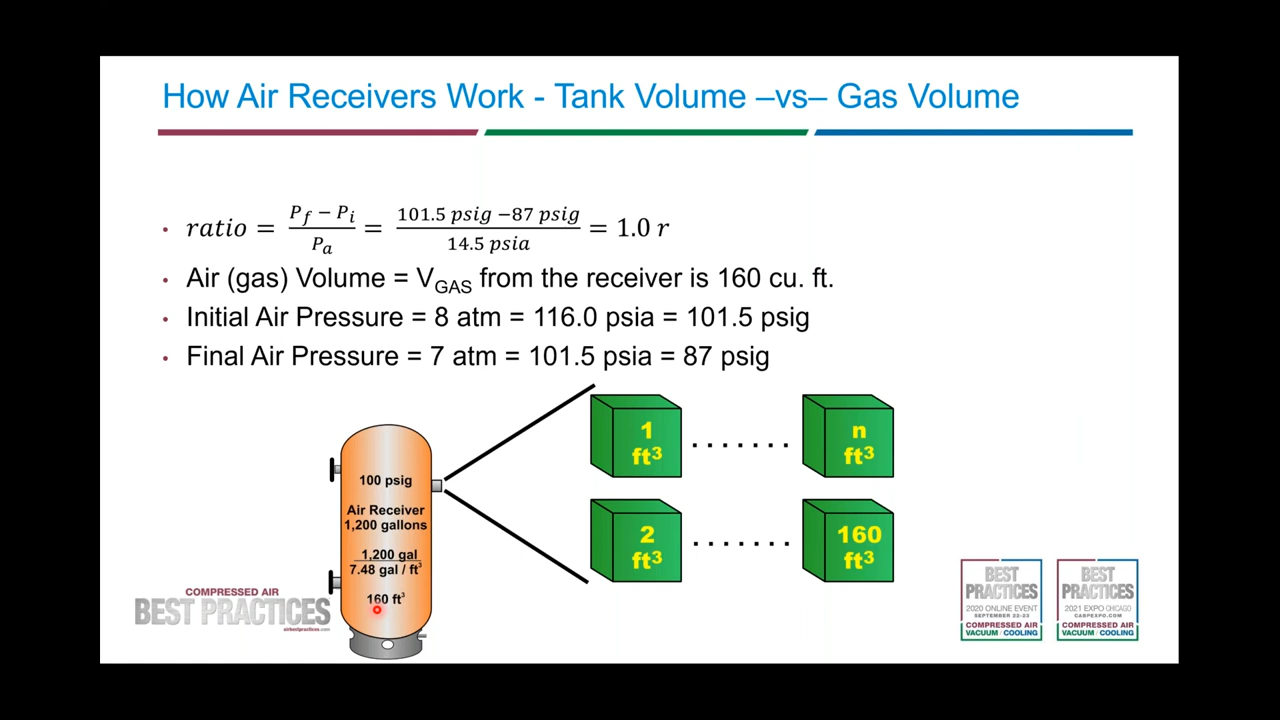 How Air Receivers Work - Tank Volume –vs– Gas Volume
• ratio = (P_f − P_i)/P_a = (101.5 psig −87 psig)/(14.5 psia) = 1.0 r
• Air (gas) Volume = V_GAS from the receiver is 160 cu. ft.
• Initial Air Pressure = 8 atm = 116.0 psia = 101.5 psig
• Final Air Pressure = 7 atm = 101.5 psia = 87 psig
100 psig
Air Receiver
1,200 gallons
1,200 gal
7.48 gal / ft³
160 ft³
1
ft³
. . . . . . .
n
ft³
2
ft³
. . . . . . .
160
ft³
COMPRESSED AIR
BEST PRACTICES
airbestpractices.com
BEST
PRACTICES
2020 ONLINE EVENT
SEPTEMBER 22-23
COMPRESSED AIR
VACUUM / COOLING
BEST
PRACTICES
2021 EXPO CHICAGO
CABPEXPO.COM
COMPRESSED AIR
VACUUM / COOLING